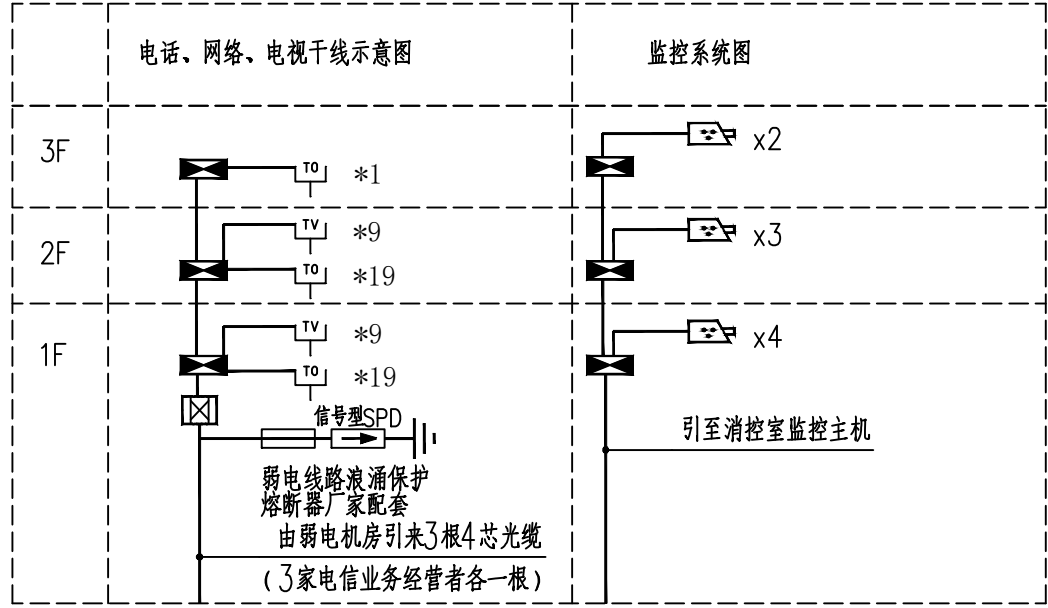 电话、网络、电视干线示意图
监控系统图
3F
TO *1
x2
2F
TV *9
TO *19
x3
1F
TV *9
TO *19
x4
信号型SPD
弱电线路浪涌保护
熔断器厂家配套
由弱电机房引来3根4芯光缆
(3家电信业务经营者各一根)
引至消控室监控主机